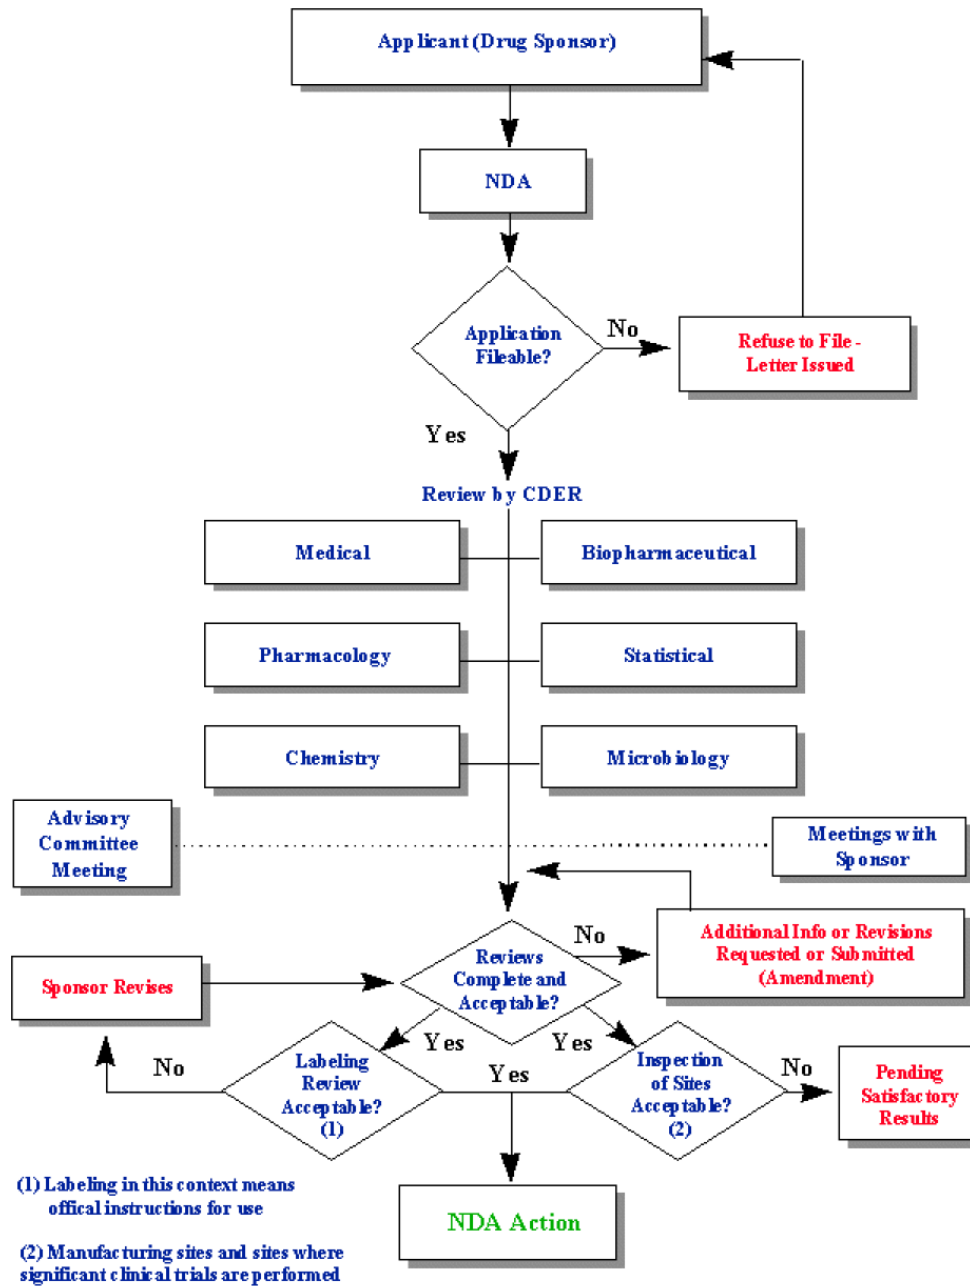 Applicant (Drug Sponsor)
NDA
Application
Fileable?
No
Refuse to File -
Letter Issued
Yes
Review by CDER
Medical
Biopharmaceutical
Pharmacology
Statistical
Chemistry
Microbiology
Advisory
Committee
Meeting
Meetings with
Sponsor
Reviews
Complete and
Acceptable?
No
Additional Info or Revisions
Requested or Submitted
(Amendment)
Sponsor Revises
Yes
Yes
No
Labeling
Review
Acceptable?
(1)
Yes
Inspection
of Sites
Acceptable?
(2)
No
Pending
Satisfactory
Results
(1) Labeling in this context means
offical instructions for use
NDA Action
(2) Manufacturing sites and sites where
significant clinical trials are performed